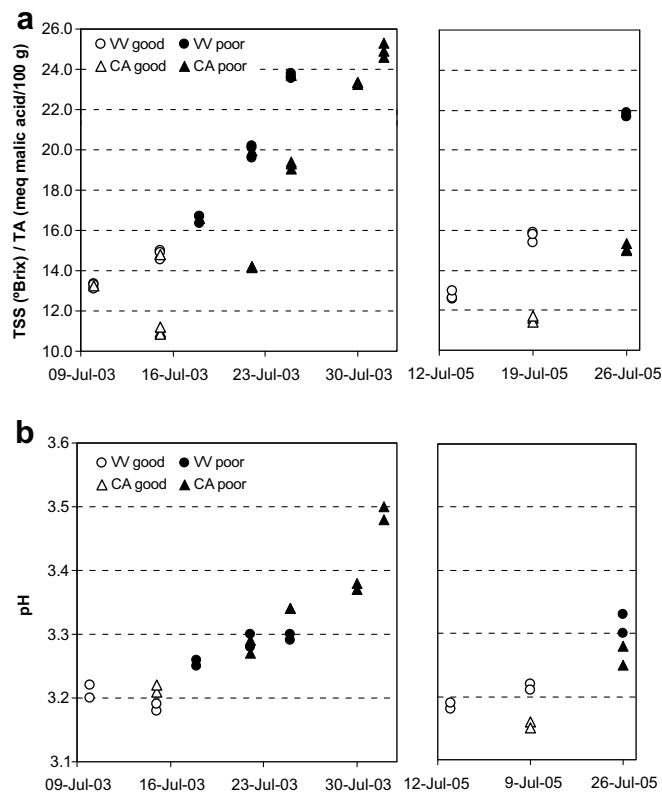 a
○ VV good ● VV poor
△ CA good ▲ CA poor
TSS (ºBrix) / TA (meq malic acid/100 g)
26.0
24.0
22.0
20.0
18.0
16.0
14.0
12.0
10.0
09-Jul-03 16-Jul-03 23-Jul-03 30-Jul-03 12-Jul-05 19-Jul-05 26-Jul-05
b
○ VV good ● VV poor
△ CA good ▲ CA poor
pH
3.6
3.5
3.4
3.3
3.2
3.1
09-Jul-03 16-Jul-03 23-Jul-03 30-Jul-03 12-Jul-05 9-Jul-05 26-Jul-05